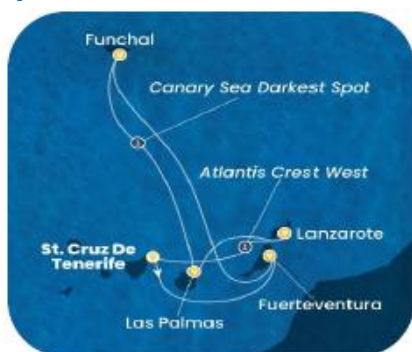 Funchal
Canary Sea Darkest Spot
Atlantis Crest West
Lanzarote
St. Cruz De
Tenerife
Fuerteventura
Las Palmas